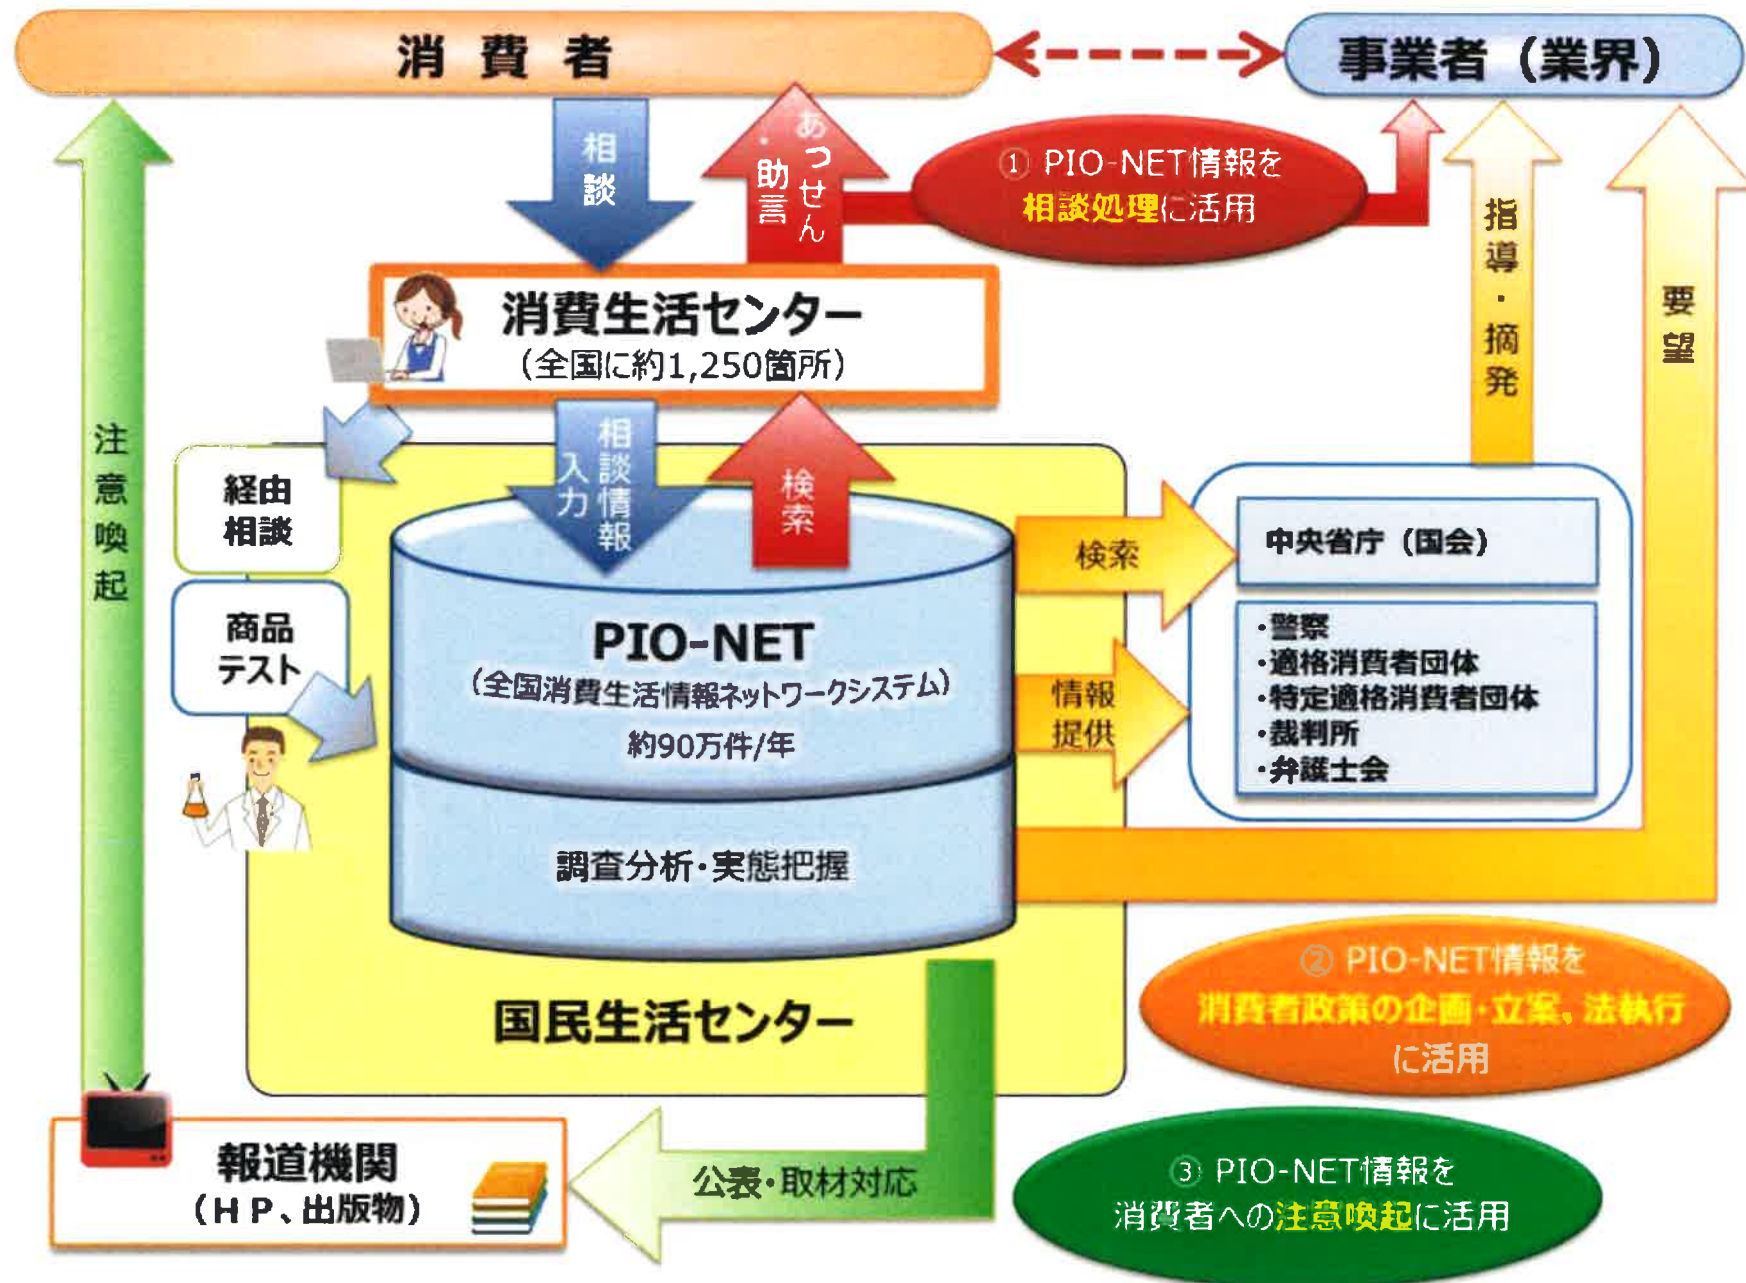 消費者
事業者（業界）
相談
あっせん
・助言
① PIO-NET情報を
相談処理に活用
指導・摘発
要望
消費生活センター
（全国に約1,250箇所）
注意喚起
経由
相談
相談情報
入力
検索
検索
中央省庁（国会）
商品
テスト
PIO-NET
（全国消費生活情報ネットワークシステム）
約90万件/年
情報
提供
・警察
・適格消費者団体
・特定適格消費者団体
・裁判所
・弁護士会
調査分析・実態把握
国民生活センター
② PIO-NET情報を
消費者政策の企画・立案、法執行
に活用
報道機関
（ＨＰ、出版物）
公表・取材対応
③ PIO-NET情報を
消費者への注意喚起に活用